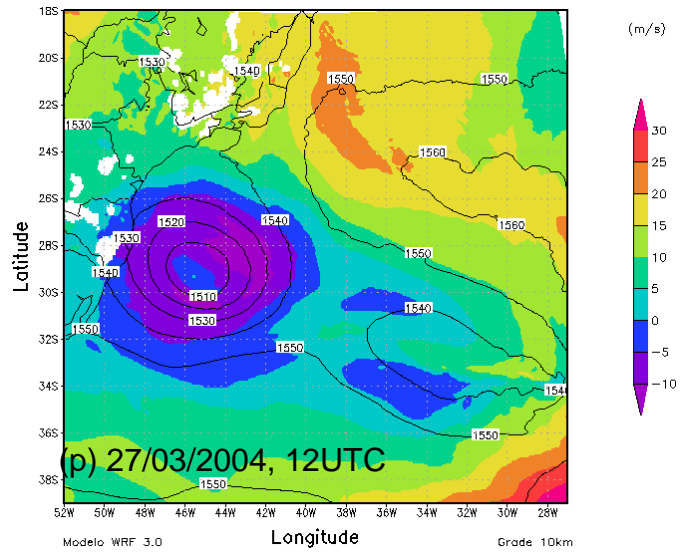 18S
(m/s)
1530
1540
1550
1550
20S
22S
1530
24S
1560
26S
1520
1540
1560
28S
1530
1550
1540
30S
1510
1540
1550
1530
32S
1550
34S
1540
36S
1550
(p) 27/03/2004, 12UTC
38S
1550
52W 50W 48W 46W 44W 42W 40W 38W 36W 34W 32W 30W 28W
Latitude
Longitude
Modelo WRF 3.0
Grade 10km
30
25
20
15
10
5
0
−5
−10